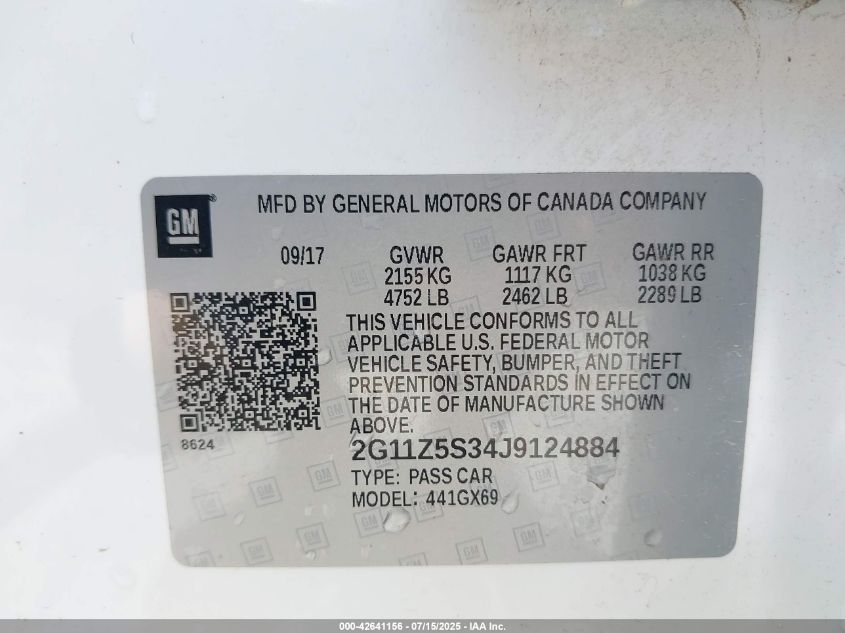 GM
MFD BY GENERAL MOTORS OF CANADA COMPANY
09/17 GVWR GAWR FRT GAWR RR
2155 KG 1117 KG 1038 KG
4752 LB 2462 LB 2289 LB
THIS VEHICLE CONFORMS TO ALL
APPLICABLE U.S. FEDERAL MOTOR
VEHICLE SAFETY, BUMPER, AND THEFT
PREVENTION STANDARDS IN EFFECT ON
THE DATE OF MANUFACTURE SHOWN
ABOVE.
8624
2G11Z5S34J9124884
TYPE: PASS CAR
MODEL: 441GX69
000-42641156 - 07/15/2025 - IAA Inc.